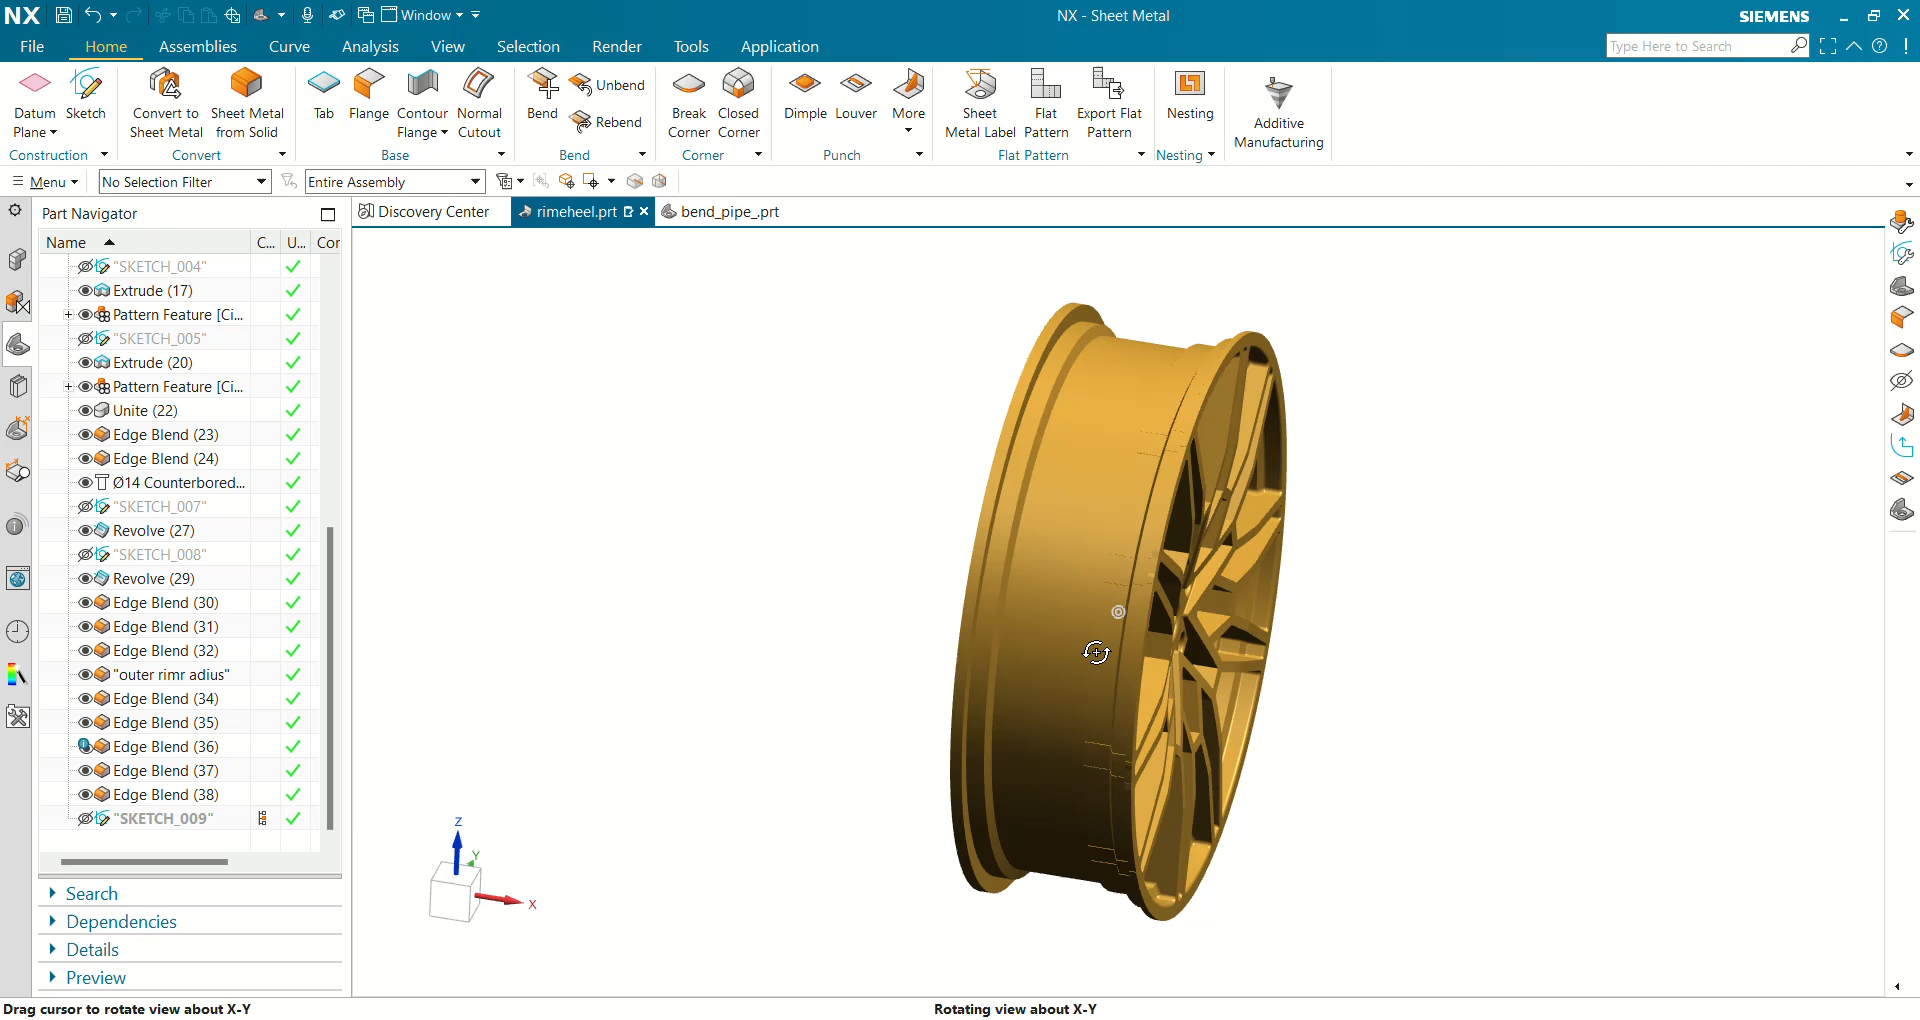 NX
Window
NX - Sheet Metal
SIEMENS
File
Home
Assemblies
Curve
Analysis
View
Selection
Render
Tools
Application
Type Here to Search
Datum Plane
Sketch
Convert to Sheet Metal
Sheet Metal from Solid
Tab
Flange
Contour Flange
Normal Cutout
Bend
Unbend
Rebend
Break Corner
Closed Corner
Dimple
Louver
More
Sheet Metal Label
Flat Pattern
Export Flat Pattern
Nesting
Additive Manufacturing
Construction
Convert
Base
Bend
Corner
Punch
Flat Pattern
Nesting
Menu
No Selection Filter
Entire Assembly
Part Navigator
Discovery Center
rimeheel.prt
bend_pipe_.prt
Name
C...
U...
Cor
"SKETCH_004"
Extrude (17)
Pattern Feature [Ci...
"SKETCH_005"
Extrude (20)
Pattern Feature [Ci...
Unite (22)
Edge Blend (23)
Edge Blend (24)
Ø14 Counterbored...
"SKETCH_007"
Revolve (27)
"SKETCH_008"
Revolve (29)
Edge Blend (30)
Edge Blend (31)
Edge Blend (32)
"outer rimr adius"
Edge Blend (34)
Edge Blend (35)
Edge Blend (36)
Edge Blend (37)
Edge Blend (38)
"SKETCH_009"
Z
Y
X
Search
Dependencies
Details
Preview
Drag cursor to rotate view about X-Y
Rotating view about X-Y